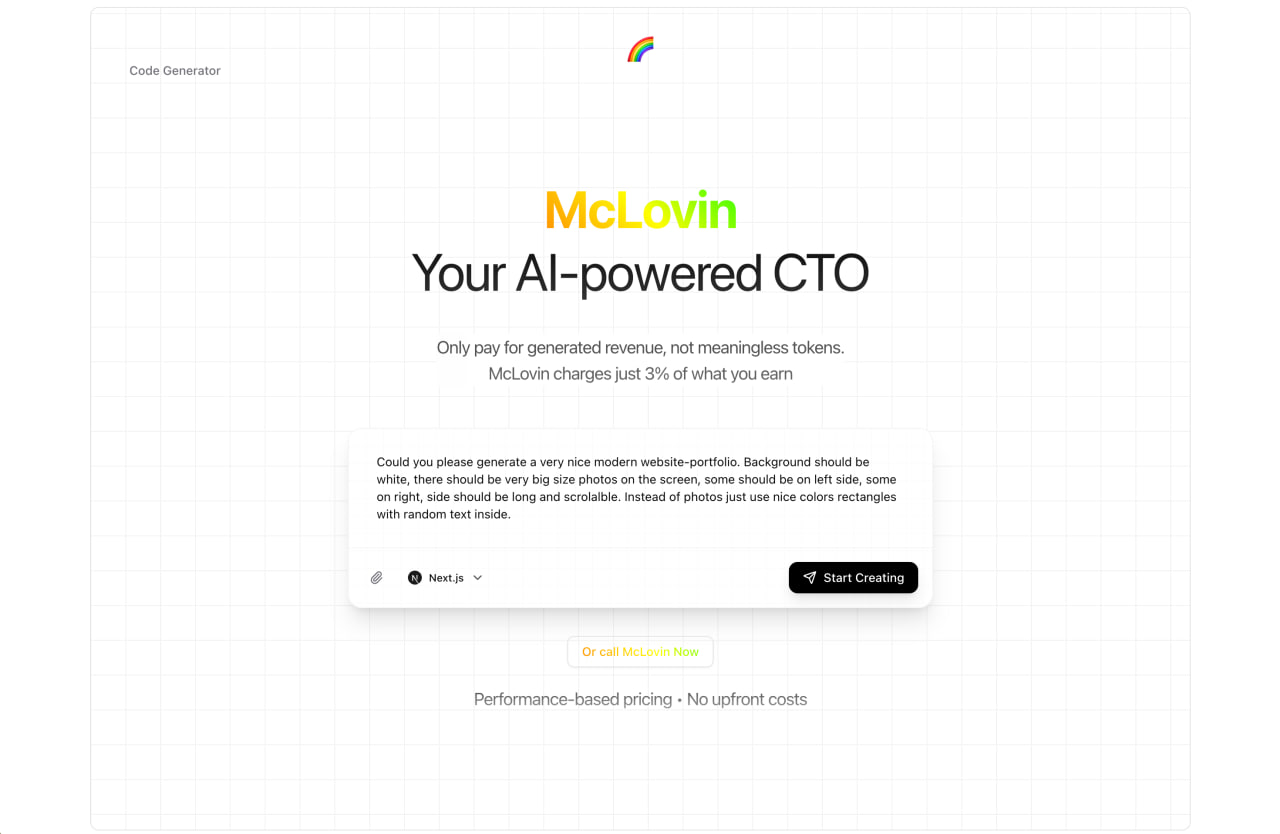 Code Generator
McLovin
Your AI-powered CTO
Only pay for generated revenue, not meaningless tokens.
McLovin charges just 3% of what you earn
Could you please generate a very nice modern website-portfolio. Background should be
white, there should be very big size photos on the screen, some should be on left side, some
on right, side should be long and scrolalble. Instead of photos just use nice colors rectangles
with random text inside.
N Next.js
Start Creating
Or call McLovin Now
Performance-based pricing • No upfront costs